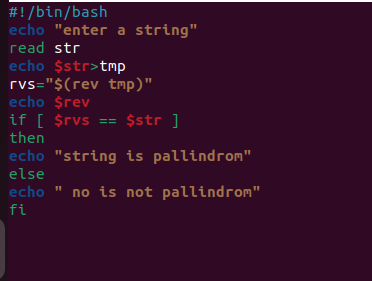 #!/bin/bash
echo "enter a string"
read str
echo $str>tmp
rvs="$(rev tmp)"
echo $rev
if [ $rvs == $str ]
then
echo "string is pallindrom"
else
echo " no is not pallindrom"
fi